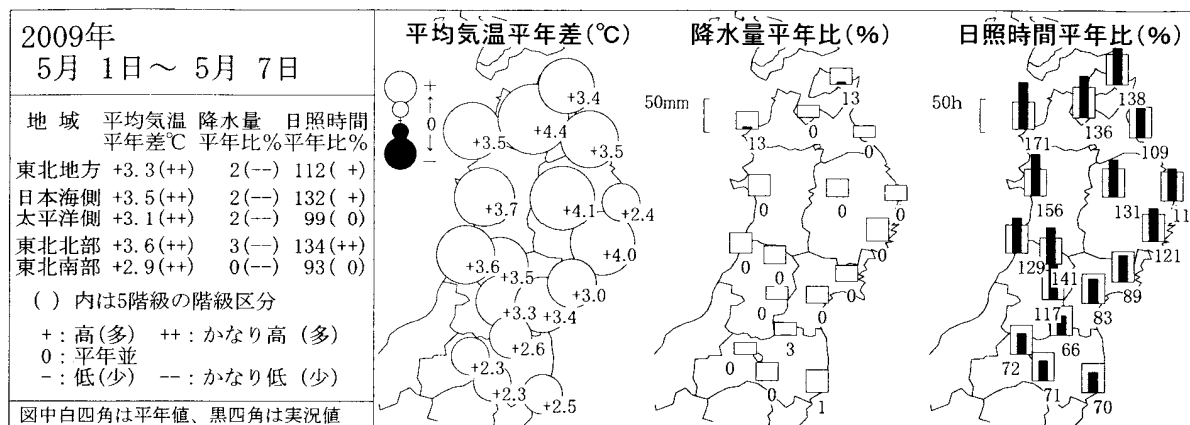 2009年
5月 1日～ 5月 7日
地 域 平均気温 降水量 日照時間
平年差℃ 平年比% 平年比%
東北地方 +3.3(++) 2(--) 112( +)
日本海側 +3.5(++) 2(--) 132( +)
太平洋側 +3.1(++) 2(--) 99( 0)
東北北部 +3.6(++) 3(--) 134(++)
東北南部 +2.9(++) 0(--) 93( 0)
( ) 内は5階級の階級区分
+：高(多) ++：かなり高 (多)
0：平年並
-：低(少) --：かなり低 (少)
図中白四角は平年値、黒四角は実況値
平均気温平年差(℃)
+
↑
0
↓
-
+3.4
+3.5
+4.4
+3.5
+3.7
+4.1
+2.4
+4.0
+3.6
+3.5
+3.0
+3.3
+3.4
+2.6
+2.3
+2.3
+2.5
降水量平年比(%)
50mm
13
13
0
0
0
0
0
0
0
0
0
0
0
3
0
0
1
日照時間平年比(%)
50h
138
171
136
109
156
131
11
121
129
141
89
117
83
66
72
71
70